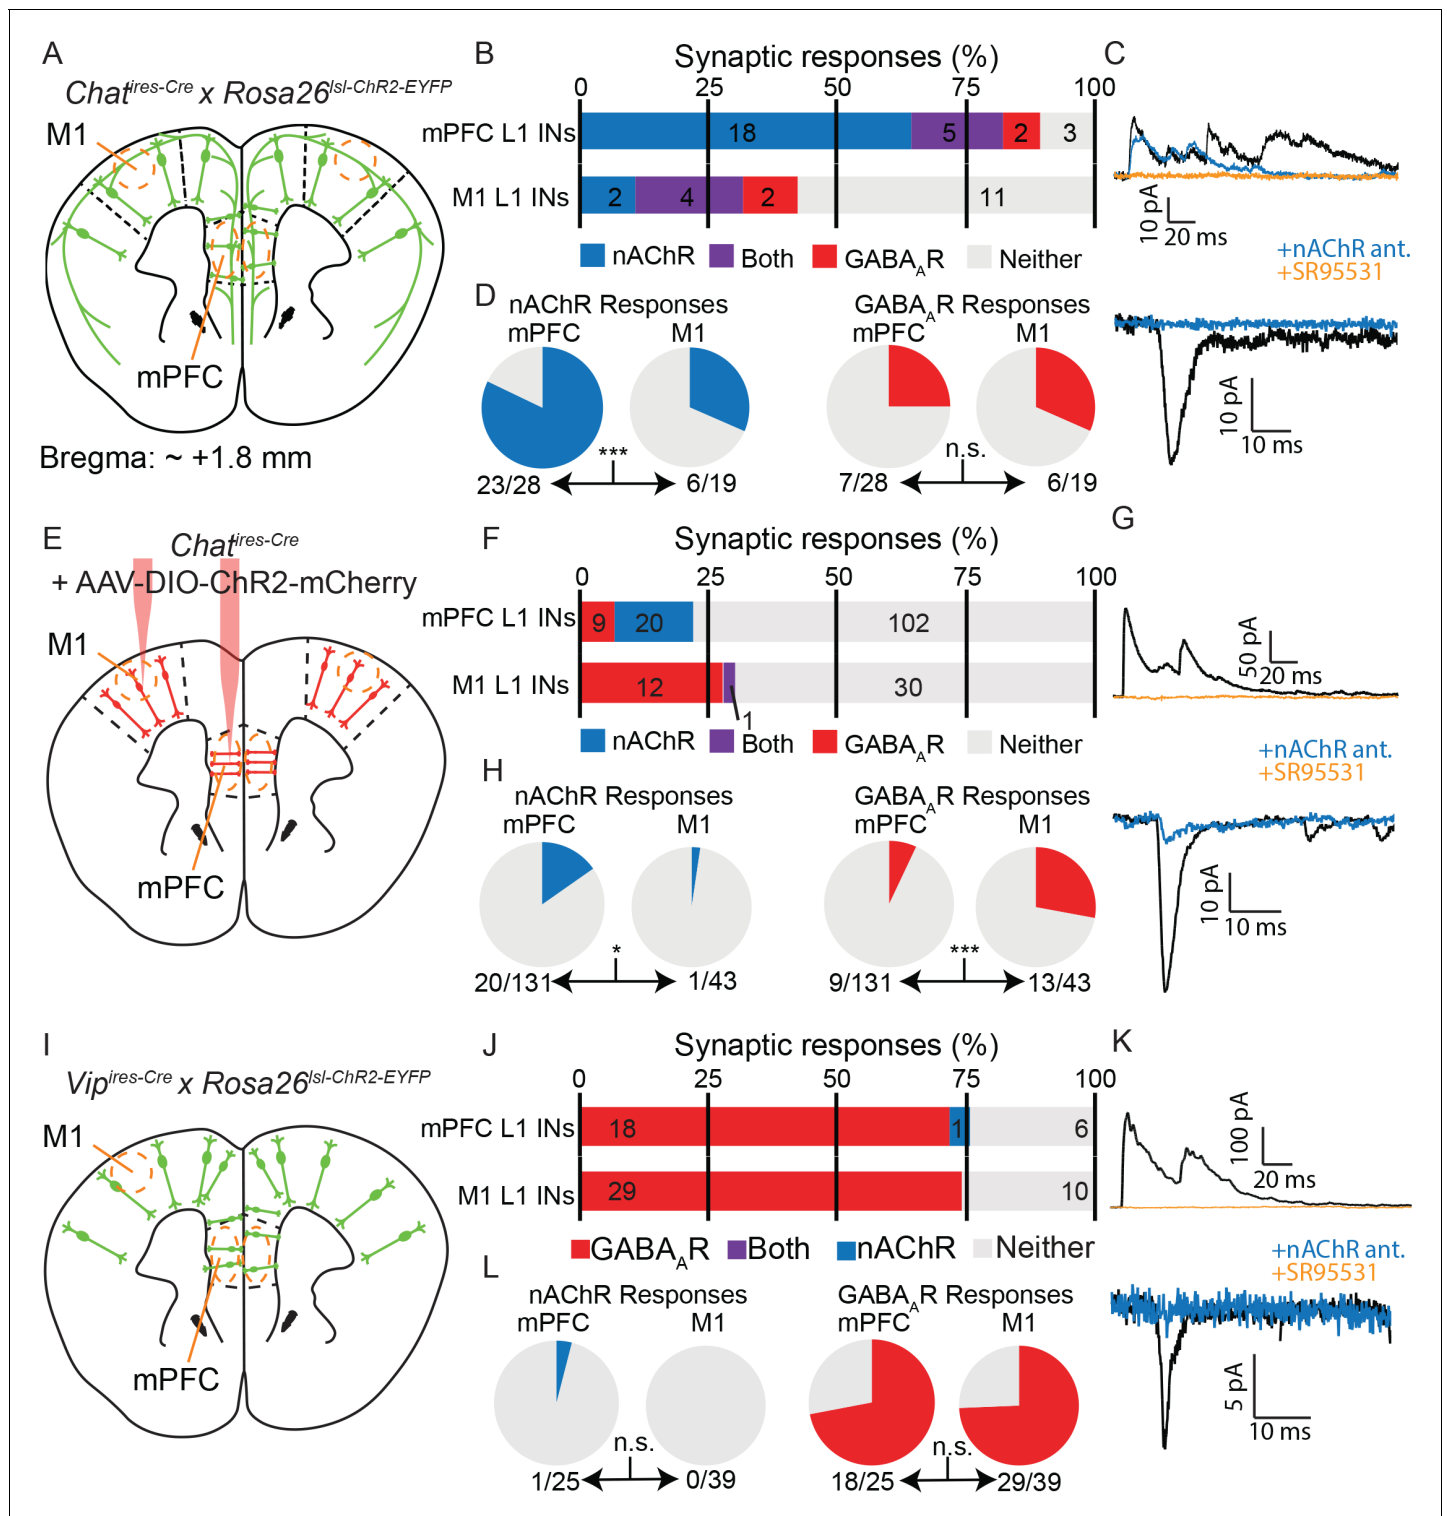 A
Chat^ires-Cre x Rosa26^lsl-ChR2-EYFP
M1
mPFC
Bregma: ~ +1.8 mm
B
Synaptic responses (%)
0 25 50 75 100
mPFC L1 INs 18 5 2 3
M1 L1 INs 2 4 2 11
nAChR Both GABA_AR Neither
C
10 pA
20 ms
+nAChR ant.
+SR95531
10 pA
10 ms
D
nAChR Responses
mPFC M1
***
23/28 6/19
GABA_AR Responses
mPFC M1
n.s.
7/28 6/19
E
Chat^ires-Cre
+ AAV-DIO-ChR2-mCherry
M1
mPFC
F
Synaptic responses (%)
0 25 50 75 100
mPFC L1 INs 9 20 102
M1 L1 INs 12 1 30
nAChR Both GABA_AR Neither
G
50 pA
20 ms
+nAChR ant.
+SR95531
10 pA
10 ms
H
nAChR Responses
mPFC M1
*
20/131 1/43
GABA_AR Responses
mPFC M1
***
9/131 13/43
I
Vip^ires-Cre x Rosa26^lsl-ChR2-EYFP
M1
mPFC
J
Synaptic responses (%)
0 25 50 75 100
mPFC L1 INs 18 1 6
M1 L1 INs 29 10
GABA_AR Both nAChR Neither
K
100 pA
20 ms
+nAChR ant.
+SR95531
5 pA
10 ms
L
nAChR Responses
mPFC M1
n.s.
1/25 0/39
GABA_AR Responses
mPFC M1
n.s.
18/25 29/39